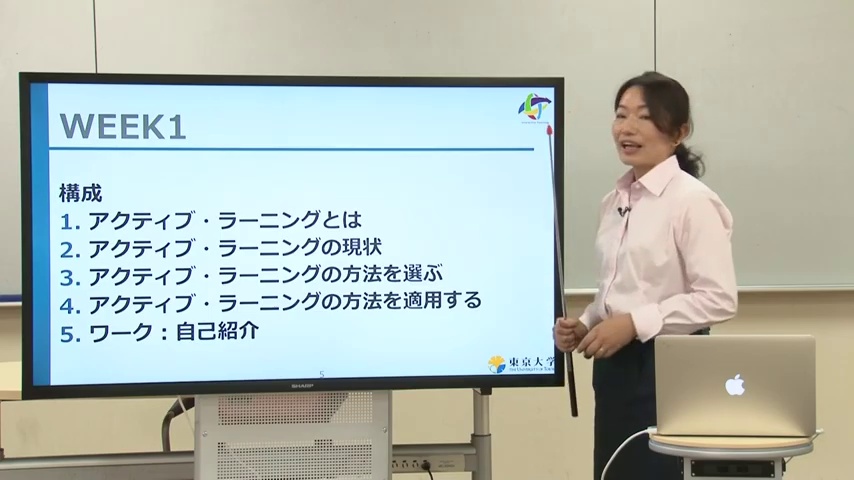 WEEK1
構成
1. アクティブ・ラーニングとは
2. アクティブ・ラーニングの現状
3. アクティブ・ラーニングの方法を選ぶ
4. アクティブ・ラーニングの方法を適用する
5. ワーク：自己紹介
5
東京大学
SHARP